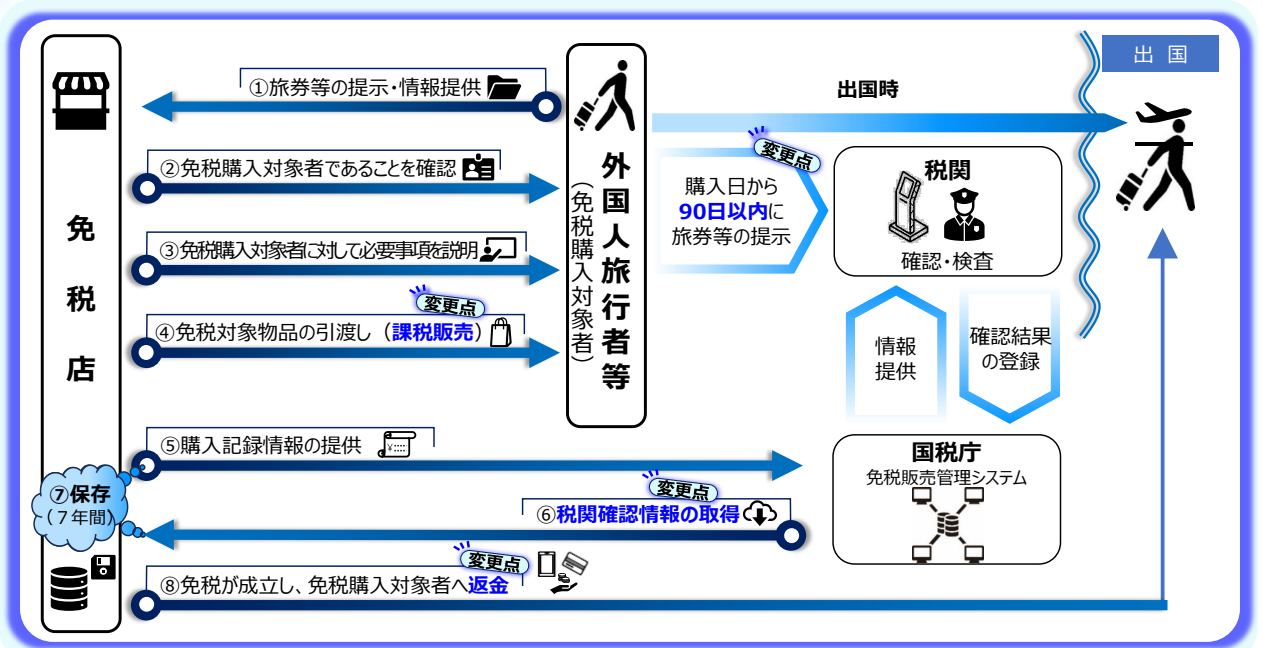 出国
①旅券等の提示・情報提供
出国時
②免税購入対象者であることを確認
③免税購入対象者に対して必要事項を説明
変更点
④免税対象物品の引渡し（課税販売）
免税店
外国人旅行者等
（免税購入対象者）
変更点
購入日から
90日以内に
旅券等の提示
税関
確認・検査
情報
提供
確認結果
の登録
⑤購入記録情報の提供
国税庁
免税販売管理システム
変更点
⑥税関確認情報の取得
⑦保存
（７年間）
変更点
⑧免税が成立し、免税購入対象者へ返金